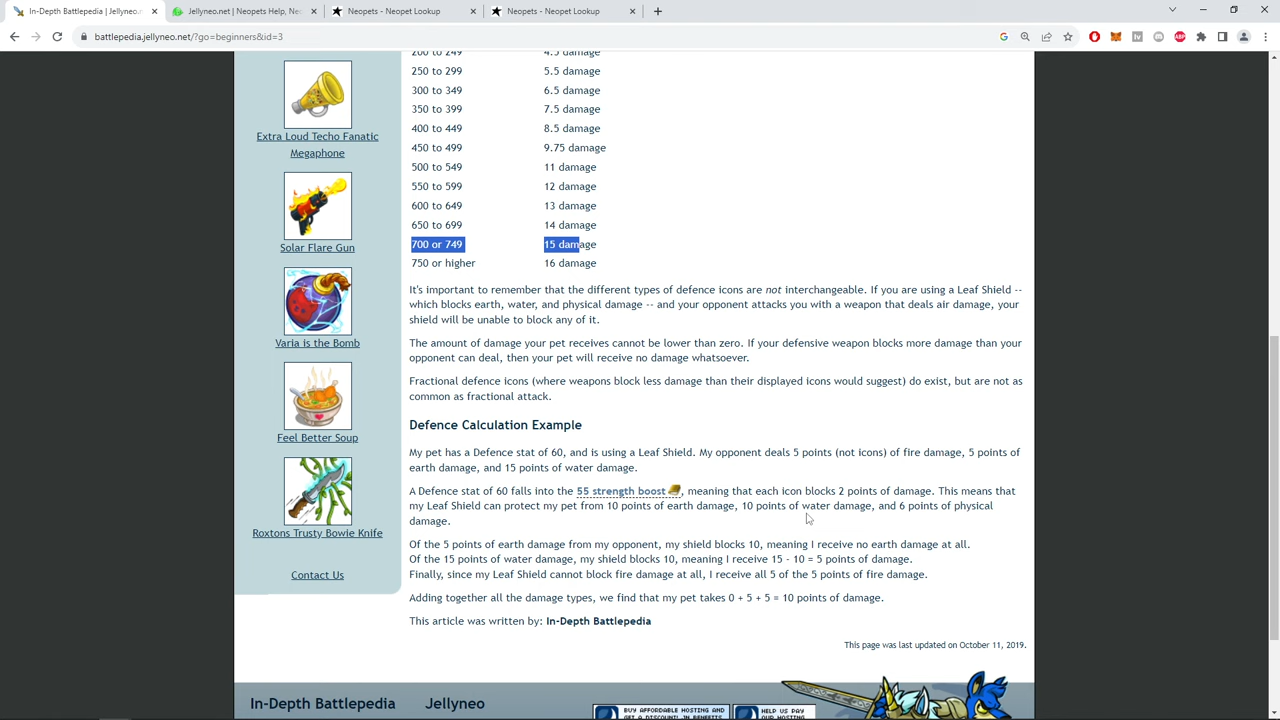 In-Depth Battlepedia | Jellyneo.n
Jellyneo.net | Neopets Help, Neo
Neopets - Neopet Lookup
Neopets - Neopet Lookup
battlepedia.jellyneo.net/?go=beginners&id=3
200 to 249 4.5 damage
250 to 299 5.5 damage
300 to 349 6.5 damage
350 to 399 7.5 damage
400 to 449 8.5 damage
450 to 499 9.75 damage
500 to 549 11 damage
550 to 599 12 damage
600 to 649 13 damage
650 to 699 14 damage
700 or 749 15 damage
750 or higher 16 damage
Extra Loud Techo Fanatic
Megaphone
Solar Flare Gun
Varia is the Bomb
Feel Better Soup
Roxtons Trusty Bowie Knife
Contact Us
It's important to remember that the different types of defence icons are not interchangeable. If you are using a Leaf Shield --
which blocks earth, water, and physical damage -- and your opponent attacks you with a weapon that deals air damage, your
shield will be unable to block any of it.
The amount of damage your pet receives cannot be lower than zero. If your defensive weapon blocks more damage than your
opponent can deal, then your pet will receive no damage whatsoever.
Fractional defence icons (where weapons block less damage than their displayed icons would suggest) do exist, but are not as
common as fractional attack.
Defence Calculation Example
My pet has a Defence stat of 60, and is using a Leaf Shield. My opponent deals 5 points (not icons) of fire damage, 5 points of
earth damage, and 15 points of water damage.
A Defence stat of 60 falls into the 55 strength boost, meaning that each icon blocks 2 points of damage. This means that
my Leaf Shield can protect my pet from 10 points of earth damage, 10 points of water damage, and 6 points of physical
damage.
Of the 5 points of earth damage from my opponent, my shield blocks 10, meaning I receive no earth damage at all.
Of the 15 points of water damage, my shield blocks 10, meaning I receive 15 - 10 = 5 points of damage.
Finally, since my Leaf Shield cannot block fire damage at all, I receive all 5 of the 5 points of fire damage.
Adding together all the damage types, we find that my pet takes 0 + 5 + 5 = 10 points of damage.
This article was written by: In-Depth Battlepedia
This page was last updated on October 11, 2019.
In-Depth Battlepedia
Jellyneo
BUY AFFORDABLE HOSTING AND
HELP US PAY